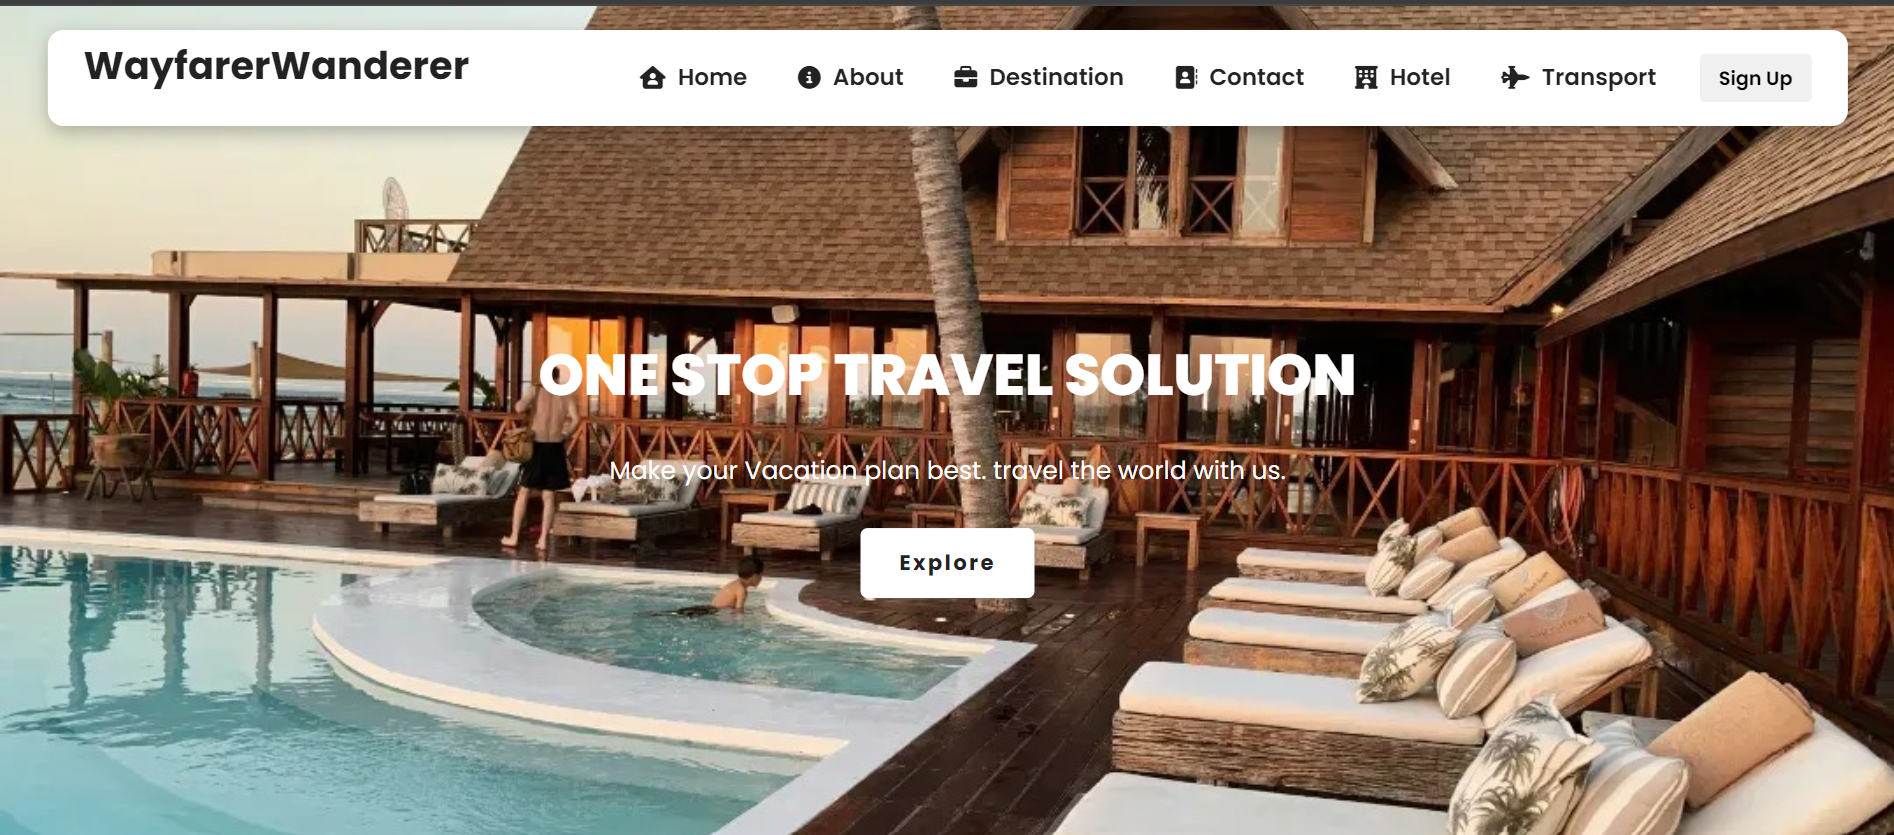 WayfarerWanderer
Home About Destination Contact Hotel Transport Sign Up
ONE STOP TRAVEL SOLUTION
Make your Vacation plan best. travel the world with us.
Explore